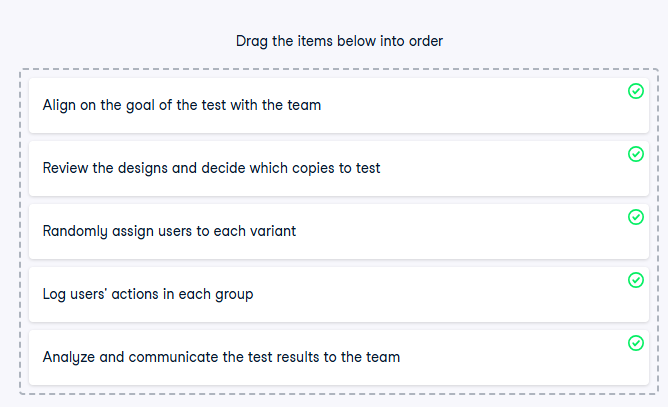 Drag the items below into order
Align on the goal of the test with the team
Review the designs and decide which copies to test
Randomly assign users to each variant
Log users' actions in each group
Analyze and communicate the test results to the team